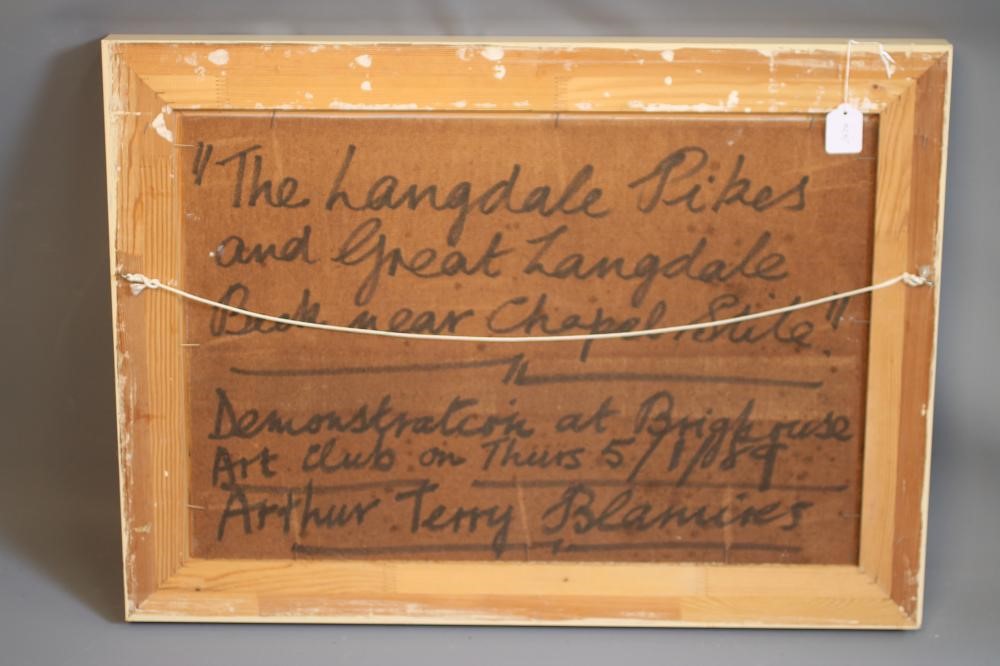 "The Langdale Pikes
and Great Langdale
Beck near Chapel Stile".
Demonstration at Brighouse
Art Club on Thurs 5/1/'89
Arthur Terry Blamires